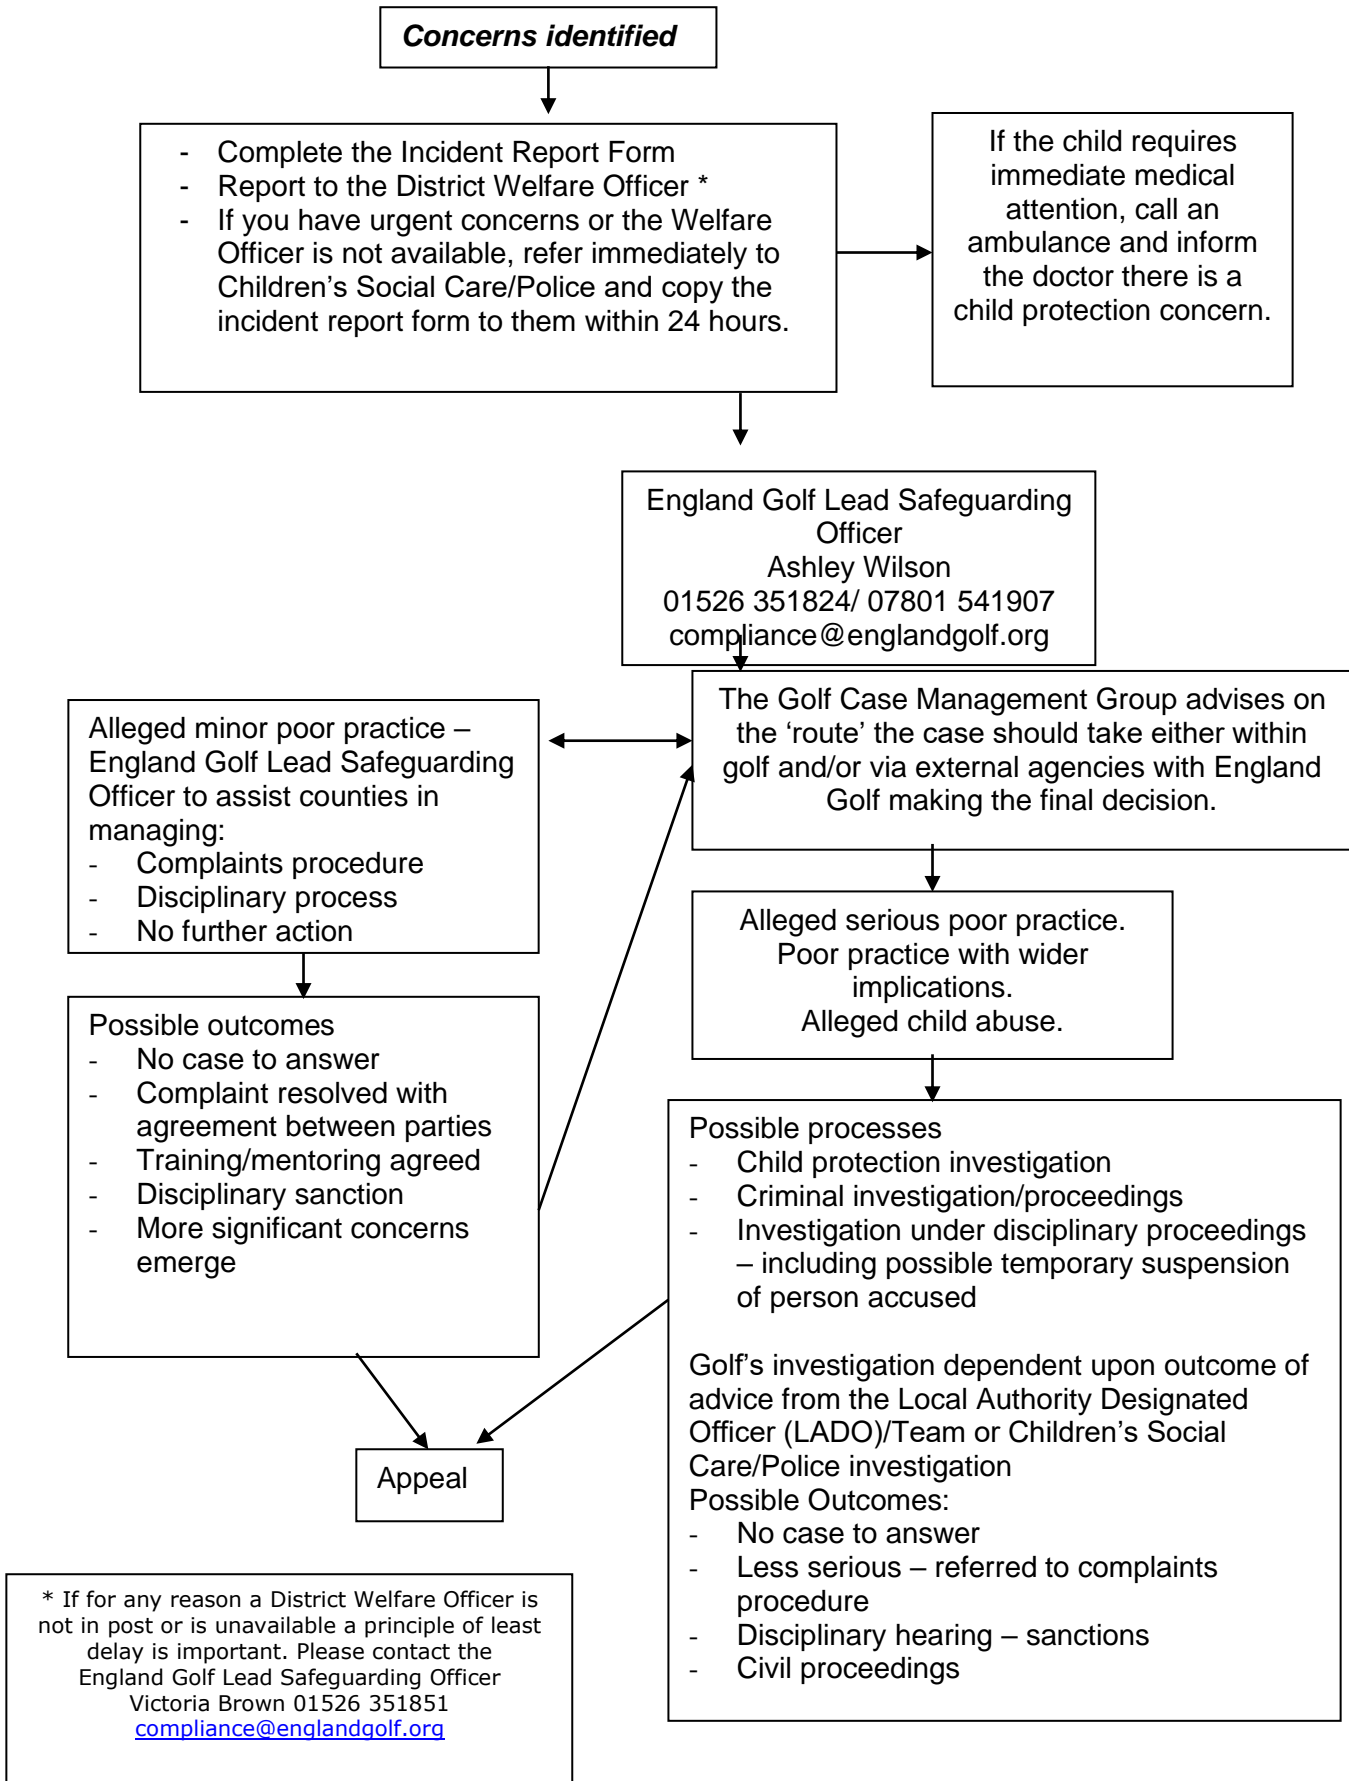 Concerns identified
- Complete the Incident Report Form
- Report to the District Welfare Officer *
- If you have urgent concerns or the Welfare
Officer is not available, refer immediately to
Children’s Social Care/Police and copy the
incident report form to them within 24 hours.
If the child requires
immediate medical
attention, call an
ambulance and inform
the doctor there is a
child protection concern.
England Golf Lead Safeguarding
Officer
Ashley Wilson
01526 351824/ 07801 541907
compliance@englandgolf.org
The Golf Case Management Group advises on
the ‘route’ the case should take either within
golf and/or via external agencies with England
Golf making the final decision.
Alleged minor poor practice –
England Golf Lead Safeguarding
Officer to assist counties in
managing:
- Complaints procedure
- Disciplinary process
- No further action
Alleged serious poor practice.
Poor practice with wider
implications.
Alleged child abuse.
Possible outcomes
- No case to answer
- Complaint resolved with
agreement between parties
- Training/mentoring agreed
- Disciplinary sanction
- More significant concerns
emerge
Possible processes
- Child protection investigation
- Criminal investigation/proceedings
- Investigation under disciplinary proceedings
– including possible temporary suspension
of person accused
Golf’s investigation dependent upon outcome of
advice from the Local Authority Designated
Officer (LADO)/Team or Children’s Social
Care/Police investigation
Possible Outcomes:
- No case to answer
- Less serious – referred to complaints
procedure
- Disciplinary hearing – sanctions
- Civil proceedings
Appeal
* If for any reason a District Welfare Officer is
not in post or is unavailable a principle of least
delay is important. Please contact the
England Golf Lead Safeguarding Officer
Victoria Brown 01526 351851
compliance@englandgolf.org